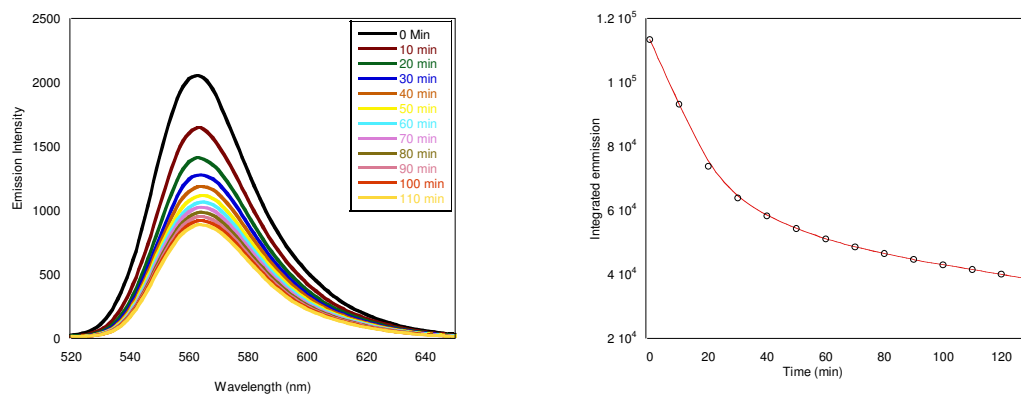 2500
2000
1500
1000
500
0
520
540
560
580
600
620
640
Emission Intensity
Wavelength (nm)
0 Min
10 min
20 min
30 min
40 min
50 min
60 min
70 min
80 min
90 min
100 min
110 min
1.2 10⁵
1 10⁵
8 10⁴
6 10⁴
4 10⁴
2 10⁴
0
20
40
60
80
100
120
Integrated emmission
Time (min)